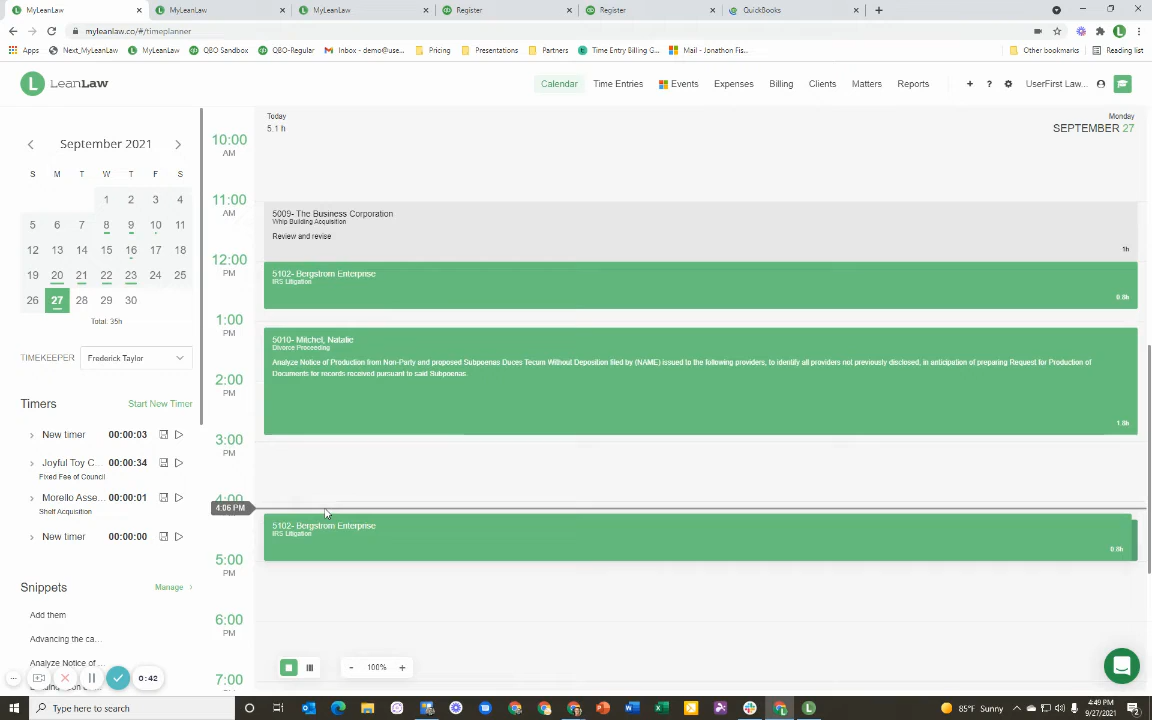 MyLeanLaw
MyLeanLaw
MyLeanLaw
Register
Register
QuickBooks
myleanlaw.co/#/timeplanner
Apps
Next_MyLeanLaw
MyLeanLaw
QBO Sandbox
QBO-Regular
Inbox - demo@use...
Pricing
Presentations
Partners
Time Entry Billing G...
Mail - Jonathon Fis...
Other bookmarks
Reading list
L LeanLaw
Calendar
Time Entries
Events
Expenses
Billing
Clients
Matters
Reports
+
?
UserFirst Law...
September 2021
S M T W T F S
1 2 3 4
5 6 7 8 9 10 11
12 13 14 15 16 17 18
19 20 21 22 23 24 25
26 27 28 29 30
Total: 35h
TIMEKEEPER
Frederick Taylor
Timers
Start New Timer
New timer 00:00:03
Joyful Toy C... 00:00:34
Fixed Fee of Council
Morello Asse... 00:00:01
Shelf Acquisition
New timer 00:00:00
Snippets
Manage
Add them
Advancing the ca...
Analyze Notice of ...
0:42
Today
5.1 h
Monday
SEPTEMBER 27
10:00
AM
11:00
AM
5009- The Business Corporation
Whip Building Acquisition
Review and revise
1h
12:00
PM
5102- Bergstrom Enterprise
IRS Litigation
0.8h
1:00
PM
5010- Mitchel, Natalie
Divorce Proceeding
Analyze Notice of Production from Non-Party and proposed Subpoenas Duces Tecum Without Deposition filed by (NAME) issued to the following providers, to identify all providers not previously disclosed, in anticipation of preparing Request for Production of
Documents for records received pursuant to said Subpoenas.
1.8h
2:00
PM
3:00
PM
4:00
4:06 PM
5102- Bergstrom Enterprise
IRS Litigation
0.8h
5:00
PM
6:00
PM
7:00
- 100% +
Type here to search
85°F Sunny
4:49 PM
9/27/2021